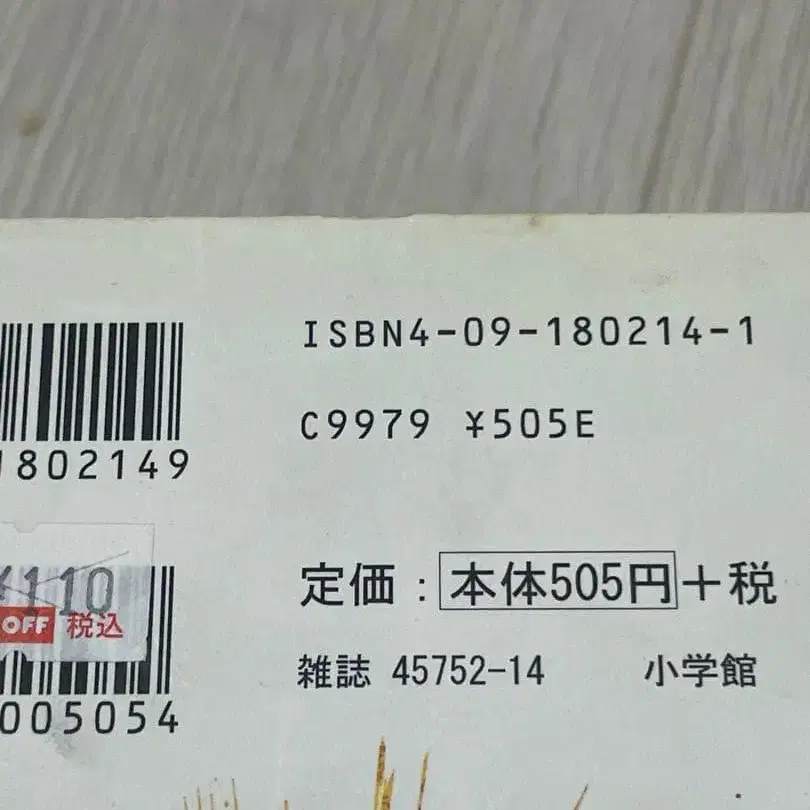 ISBN4-09-180214-1
C9979 ¥505E
1802149
¥110
OFF 税込
005054
定価：本体505円＋税
雑誌 45752-14 小学館